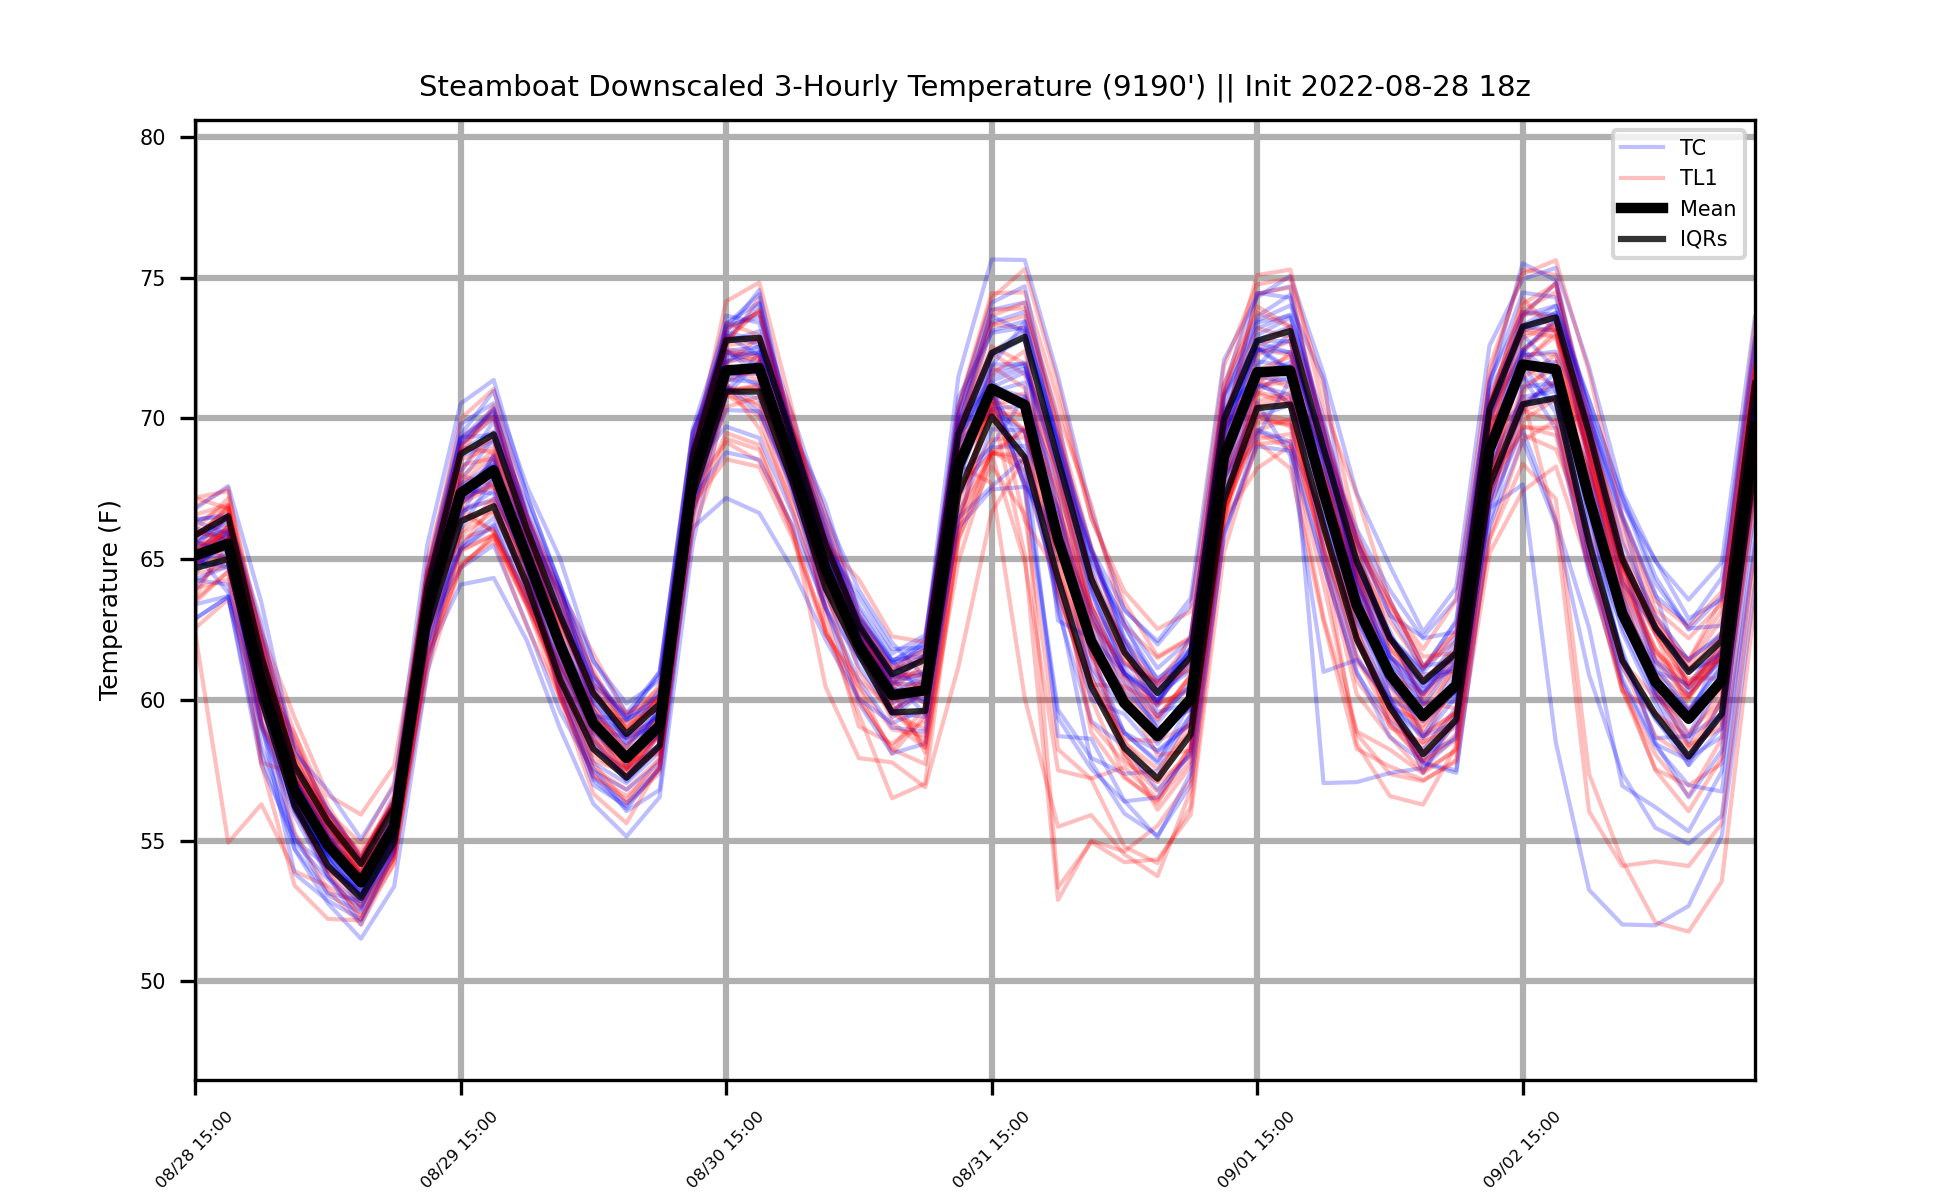 Steamboat Downscaled 3-Hourly Temperature (9190') || Init 2022-08-28 18z
80
75
70
65
60
55
50
Temperature (F)
TC
TL1
Mean
IQRs
08/28 15:00
08/29 15:00
08/30 15:00
08/31 15:00
09/01 15:00
09/02 15:00